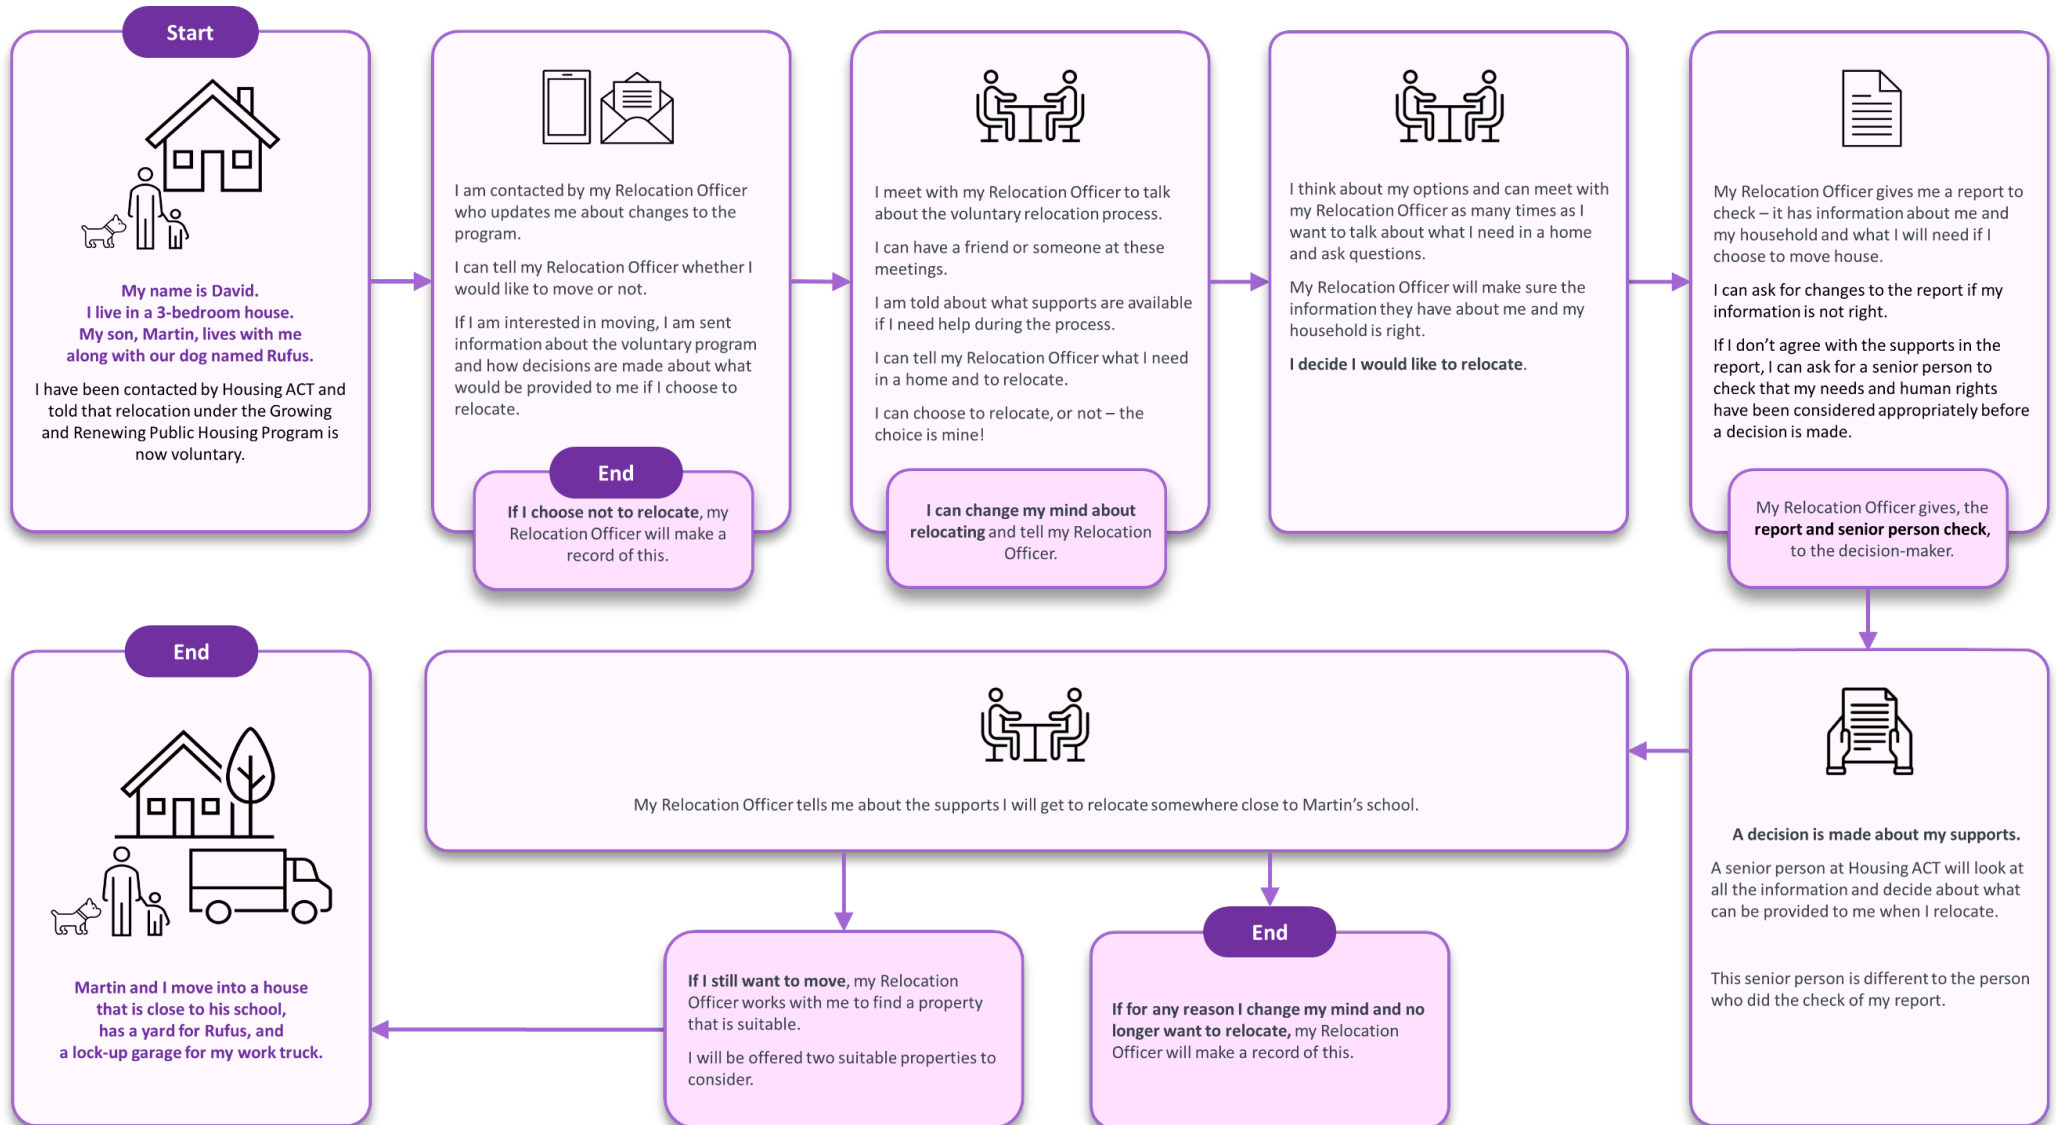 Start
My name is David.
I live in a 3-bedroom house.
My son, Martin, lives with me
along with our dog named Rufus.
I have been contacted by Housing ACT and
told that relocation under the Growing
and Renewing Public Housing Program is
now voluntary.
I am contacted by my Relocation Officer
who updates me about changes to the
program.
I can tell my Relocation Officer whether I
would like to move or not.
If I am interested in moving, I am sent
information about the voluntary program
and how decisions are made about what
would be provided to me if I choose to
relocate.
End
If I choose not to relocate, my
Relocation Officer will make a
record of this.
I meet with my Relocation Officer to talk
about the voluntary relocation process.
I can have a friend or someone at these
meetings.
I am told about what supports are available
if I need help during the process.
I can tell my Relocation Officer what I need
in a home and to relocate.
I can choose to relocate, or not – the
choice is mine!
I can change my mind about
relocating and tell my Relocation
Officer.
I think about my options and can meet with
my Relocation Officer as many times as I
want to talk about what I need in a home
and ask questions.
My Relocation Officer will make sure the
information they have about me and my
household is right.
I decide I would like to relocate.
My Relocation Officer gives me a report to
check – it has information about me and
my household and what I will need if I
choose to move house.
I can ask for changes to the report if my
information is not right.
If I don't agree with the supports in the
report, I can ask for a senior person to
check that my needs and human rights
have been considered appropriately before
a decision is made.
My Relocation Officer gives, the
report and senior person check,
to the decision-maker.
A decision is made about my supports.
A senior person at Housing ACT will look at
all the information and decide about what
can be provided to me when I relocate.
This senior person is different to the person
who did the check of my report.
My Relocation Officer tells me about the supports I will get to relocate somewhere close to Martin's school.
If I still want to move, my Relocation
Officer works with me to find a property
that is suitable.
I will be offered two suitable properties to
consider.
End
If for any reason I change my mind and no
longer want to relocate, my Relocation
Officer will make a record of this.
End
Martin and I move into a house
that is close to his school,
has a yard for Rufus, and
a lock-up garage for my work truck.